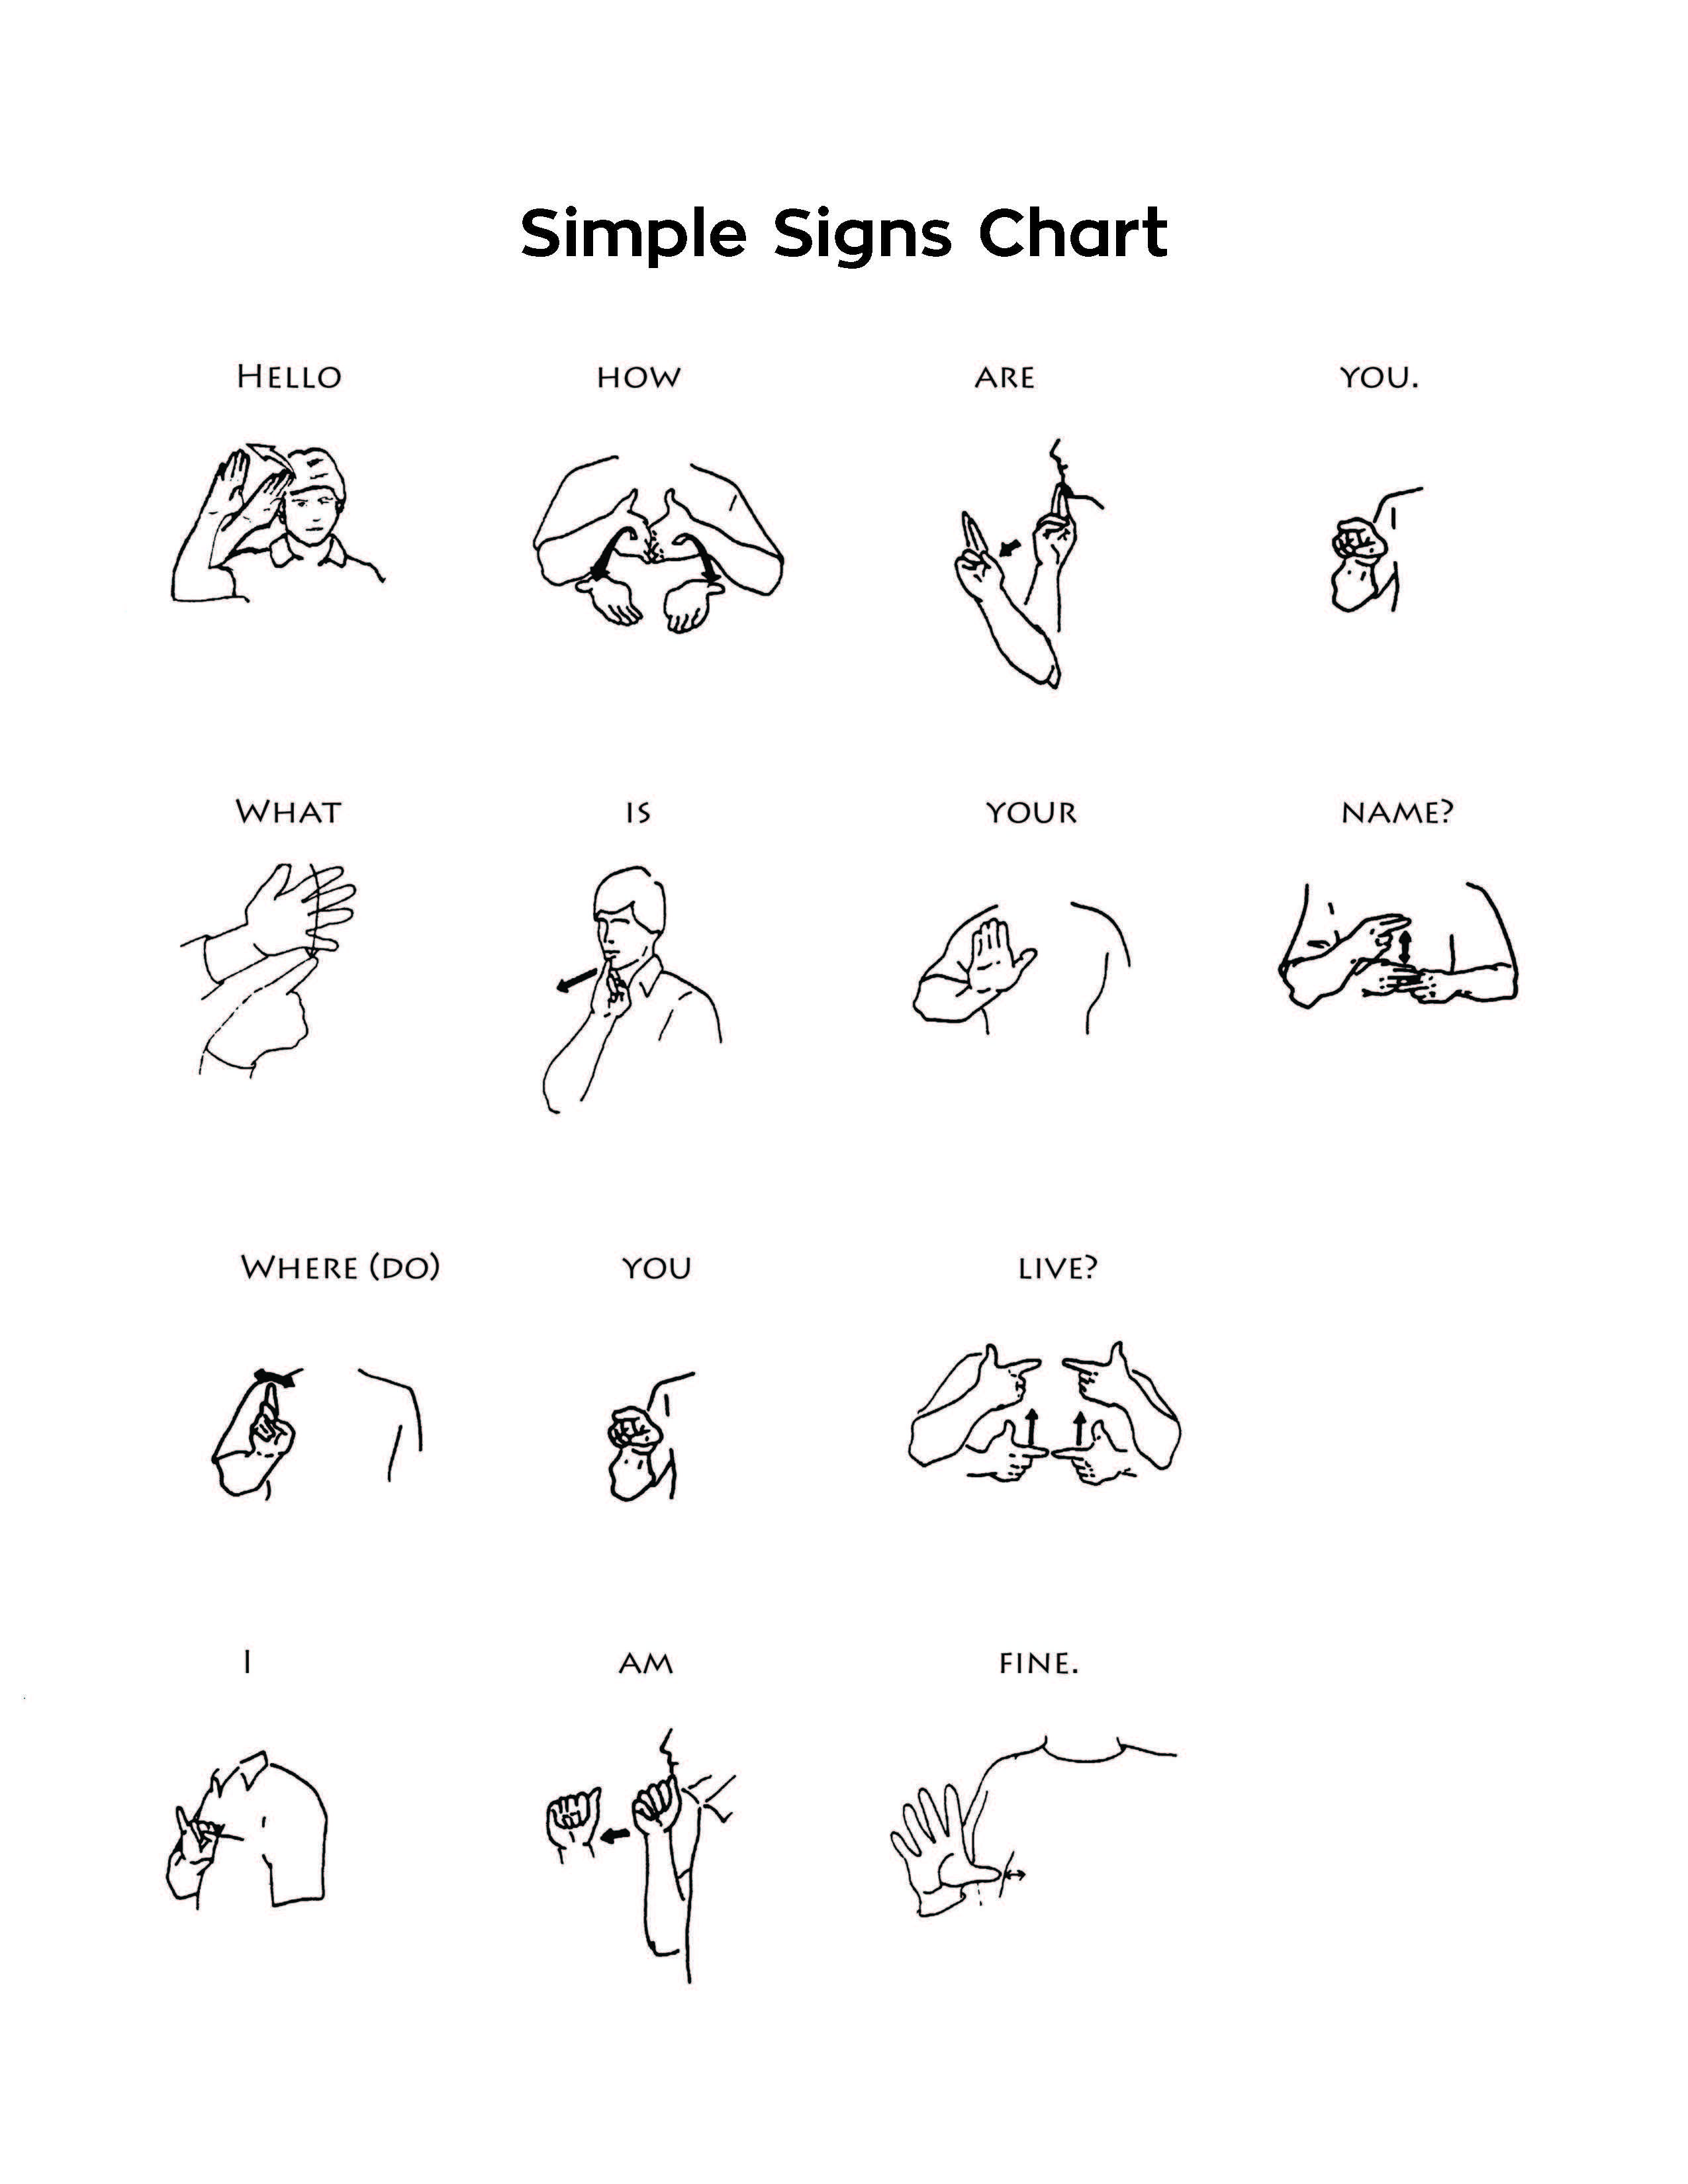 Simple Signs Chart
HELLO HOW ARE YOU.
WHAT IS YOUR NAME?
WHERE (DO) YOU LIVE?
I AM FINE.